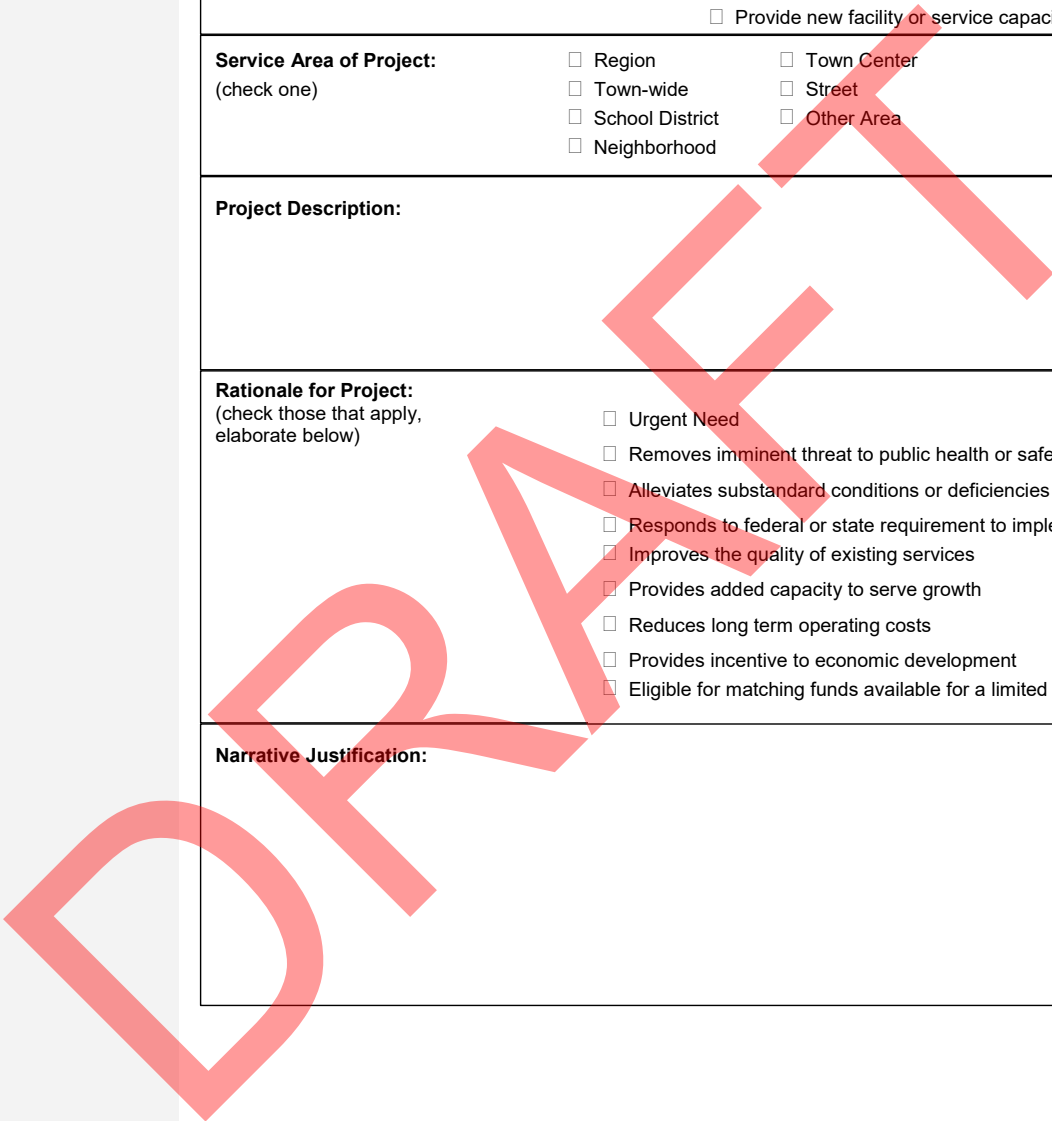 ☐ Provide new facility or service
Service Area of Project:
(check one)
☐ Region ☐ Town Center
☐ Town-wide ☐ Street
☐ School District ☐ Other Area
☐ Neighborhood
Project Description:
Rationale for Project:
(check those that apply,
elaborate below)
☐ Urgent Need
☐ Removes imminent threat to public health or
☐ Alleviates substandard conditions or deficiencies
☐ Responds to federal or state requirement to
☐ Improves the quality of existing services
☐ Provides added capacity to serve growth
☐ Reduces long term operating costs
☐ Provides incentive to economic development
☐ Eligible for matching funds available for a limited
Narrative Justification:
DRAFT